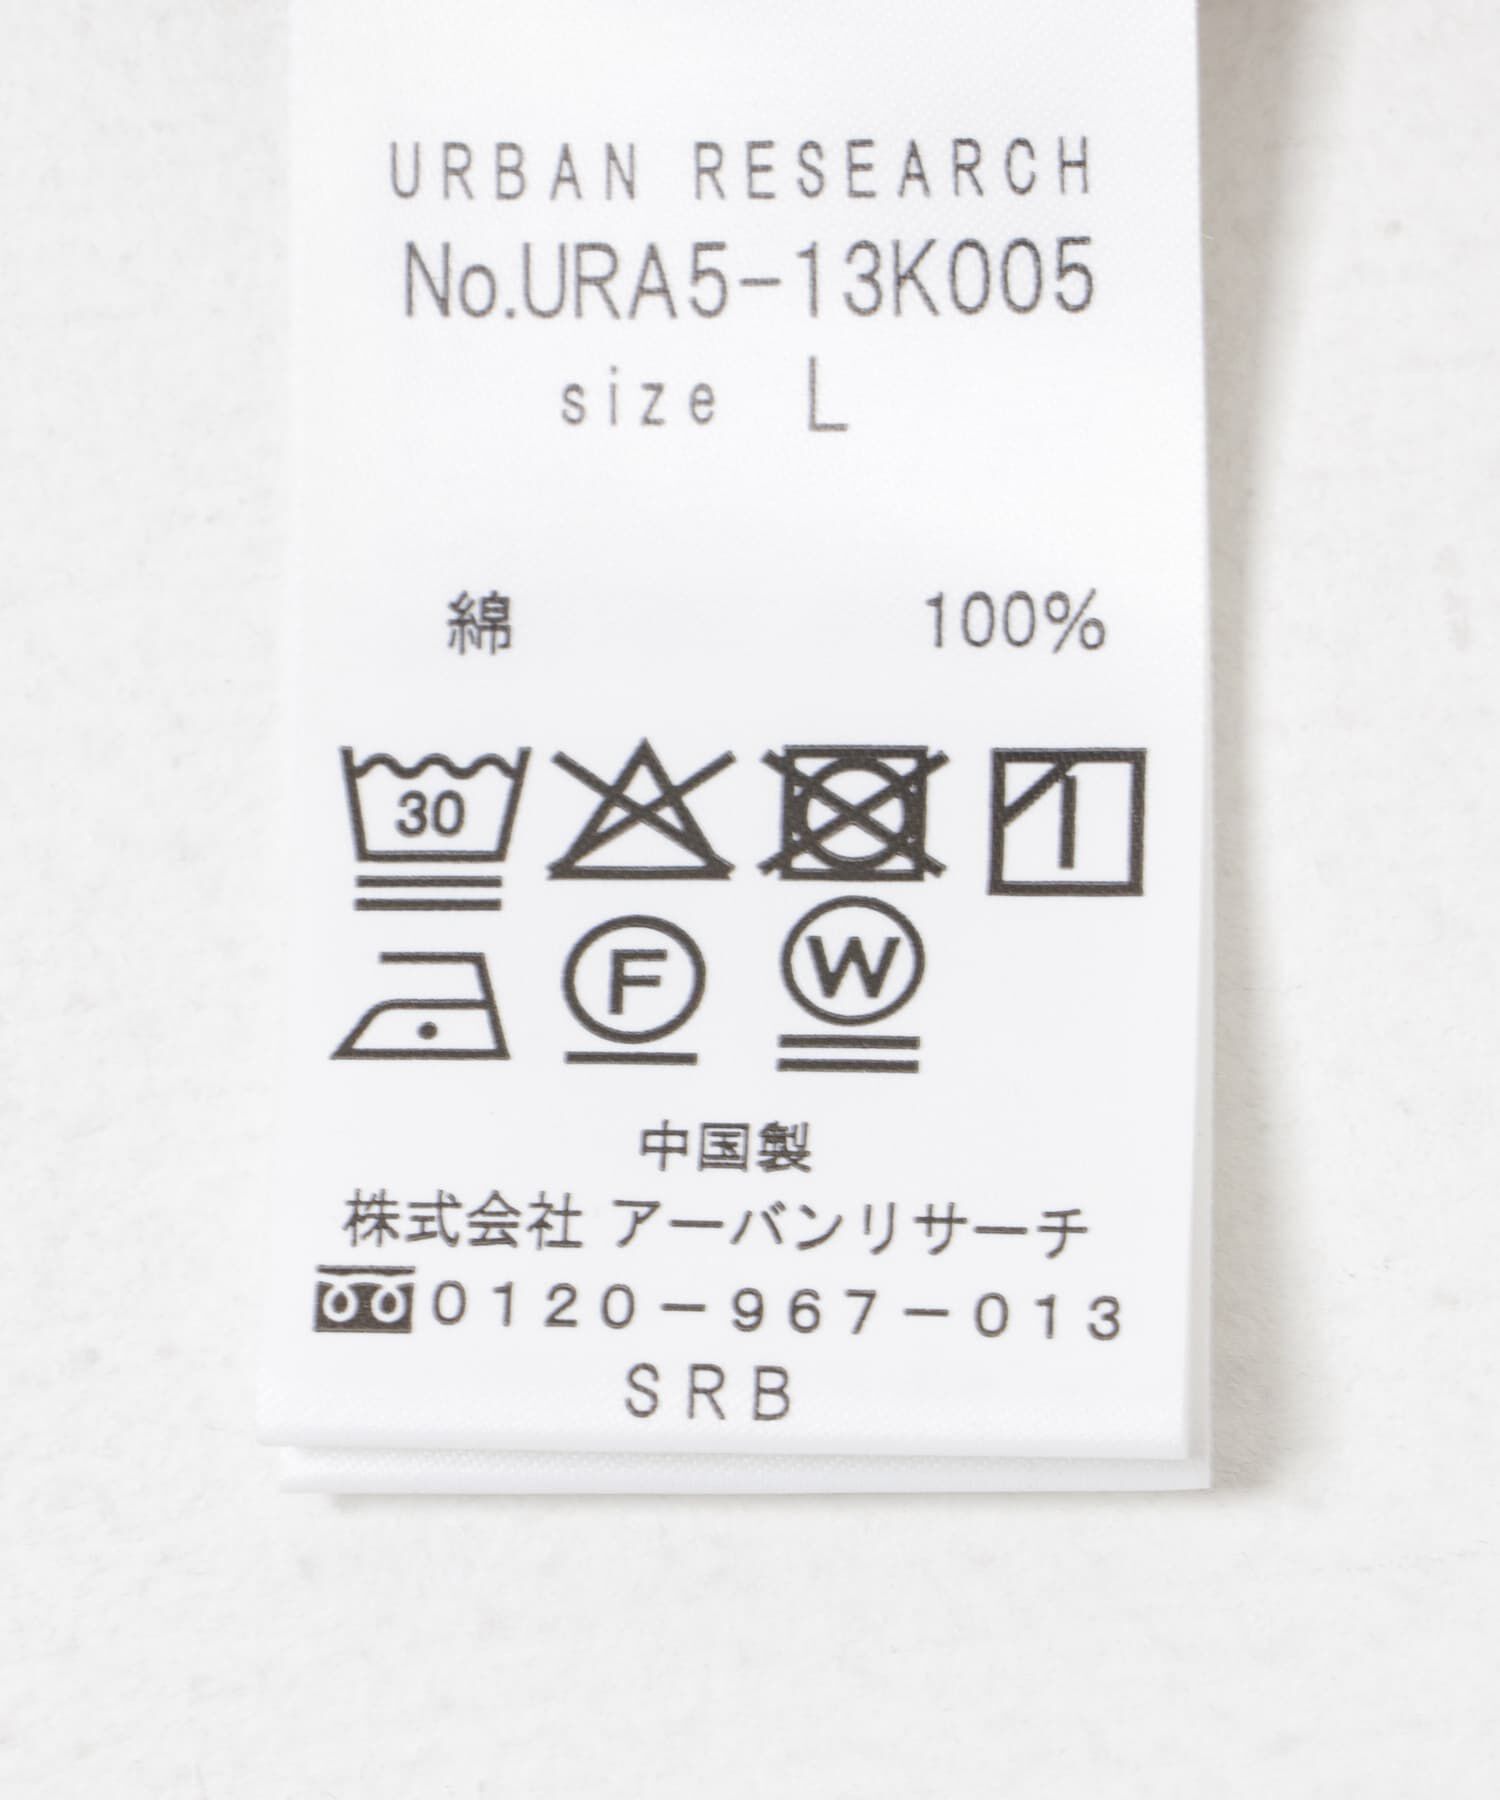 URBAN RESEARCH
No.URA5-13K005
size L
綿 100%
30
F W
中国製
株式会社 アーバンリサーチ
0120-967-013
SRB